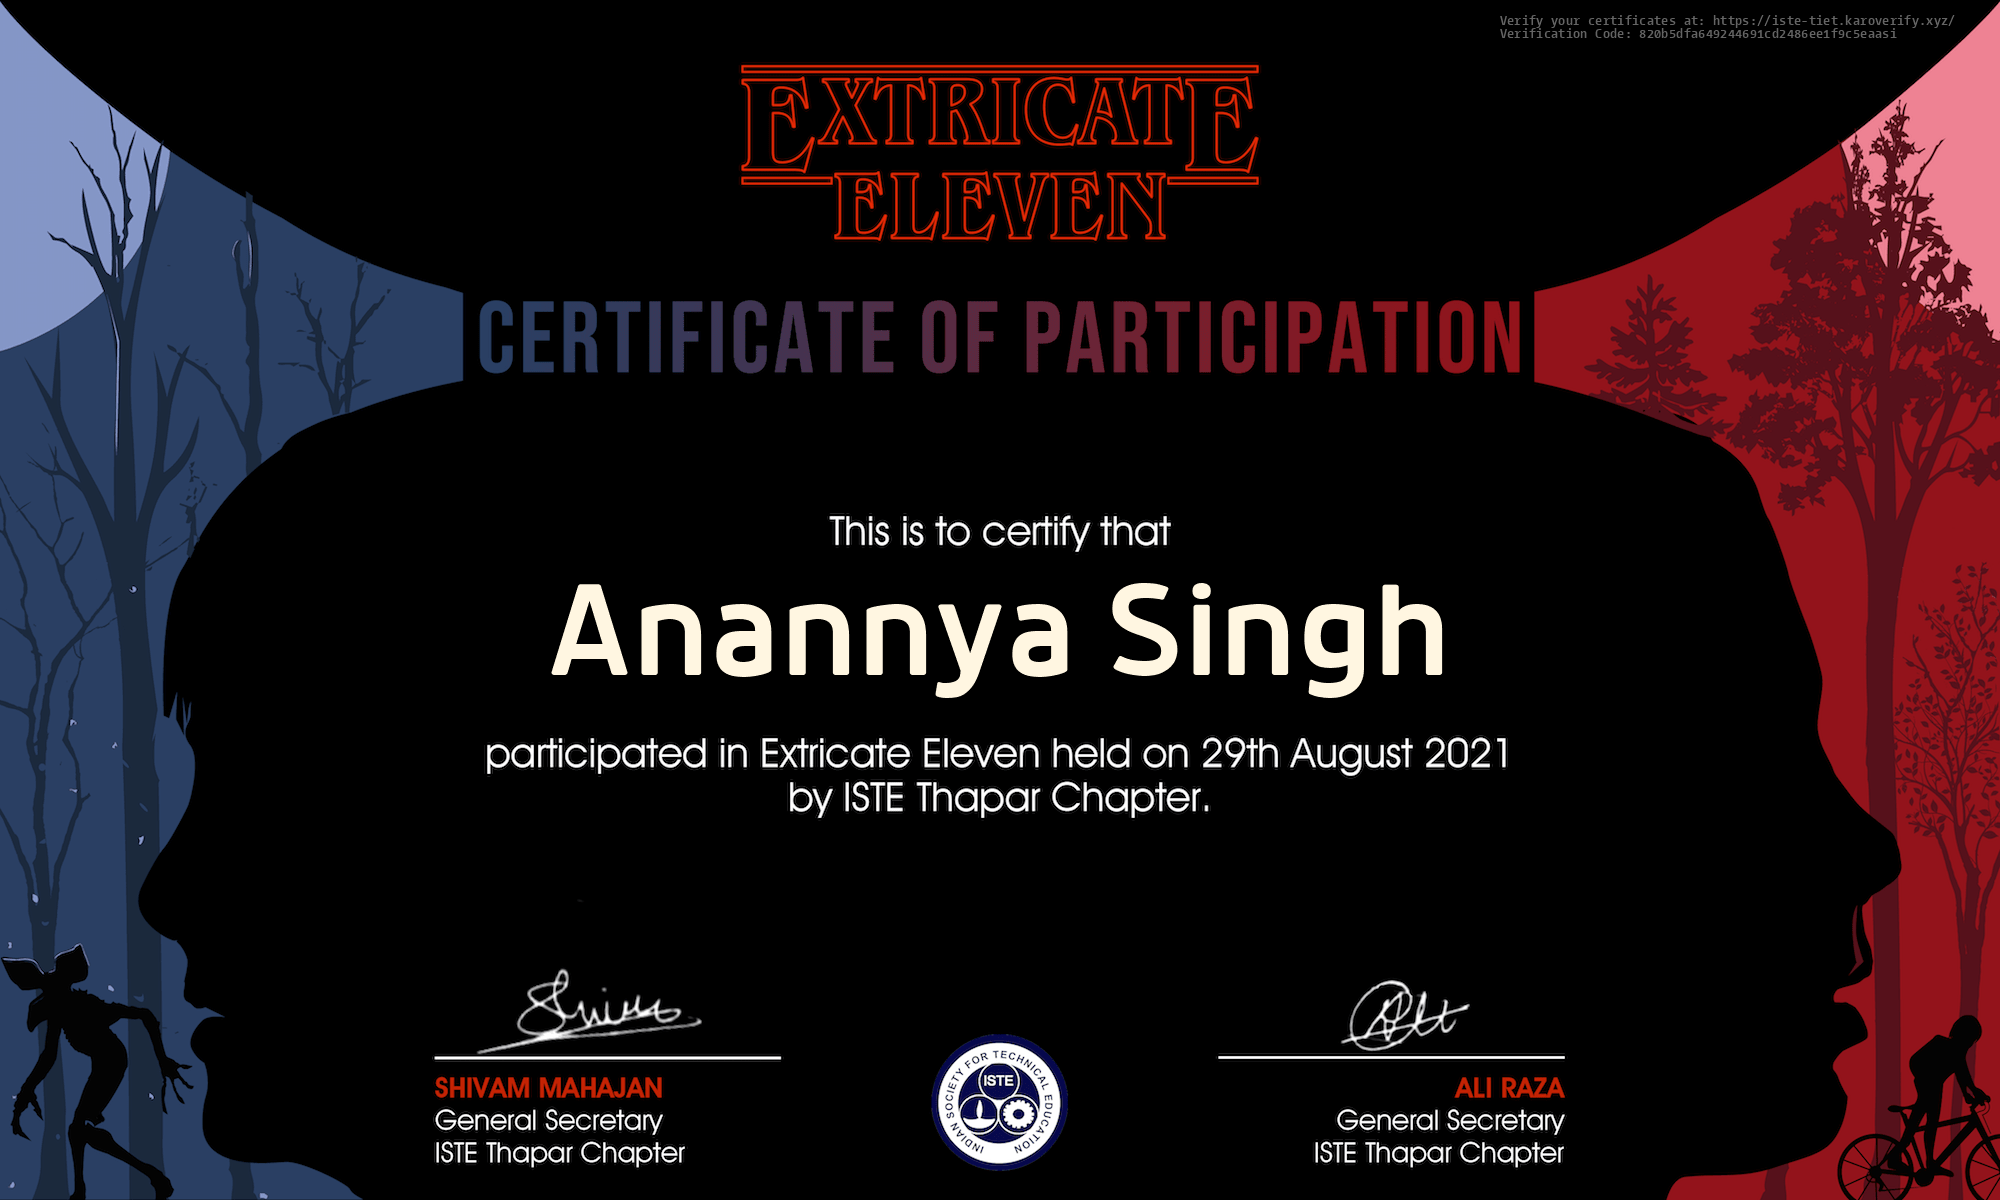 Verify your certificates at: https://iste-tiet.karoverify.xyz/
Verification Code: 820b5dfa649244691cd2486ee1f9c5eaasi
EXTRICATE
ELEVEN
CERTIFICATE OF PARTICIPATION
This is to certify that
Anannya Singh
participated in Extricate Eleven held on 29th August 2021
by ISTE Thapar Chapter.
SHIVAM MAHAJAN
General Secretary
ISTE Thapar Chapter
INDIAN SOCIETY FOR TECHNICAL EDUCATION
ISTE
ALI RAZA
General Secretary
ISTE Thapar Chapter